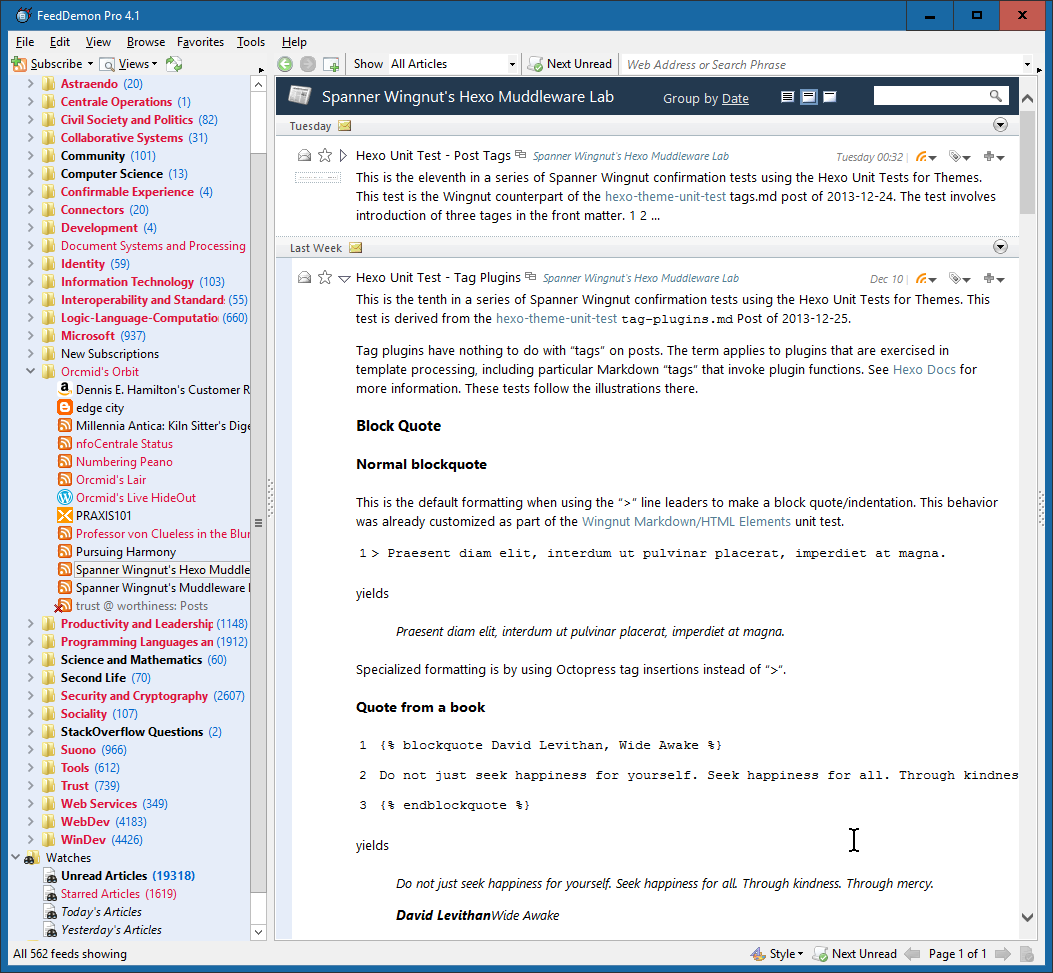 FeedDemon Pro 4.1
File Edit View Browse Favorites Tools Help
Subscribe Views
Show All Articles Next Unread Web Address or Search Phrase
Astraendo (20)
Centrale Operations (1)
Civil Society and Politics (82)
Collaborative Systems (31)
Community (101)
Computer Science (13)
Confirmable Experience (4)
Connectors (20)
Development (4)
Document Systems and Processing
Identity (59)
Information Technology (103)
Interoperability and Standard (55)
Logic-Language-Computatio (660)
Microsoft (937)
New Subscriptions
Orcmid's Orbit
Dennis E. Hamilton's Customer R
edge city
Millennia Antica: Kiln Sitter's Dige
nfoCentrale Status
Numbering Peano
Orcmid's Lair
Orcmid's Live HideOut
PRAXIS101
Professor von Clueless in the Blur
Pursuing Harmony
Spanner Wingnut's Hexo Muddle
Spanner Wingnut's Muddleware
trust @ worthiness: Posts
Productivity and Leadership (1148)
Programming Languages an (1912)
Science and Mathematics (60)
Second Life (70)
Security and Cryptography (2607)
Sociality (107)
StackOverflow Questions (2)
Suono (966)
Tools (612)
Trust (739)
Web Services (349)
WebDev (4183)
WinDev (4426)
Watches
Unread Articles (19318)
Starred Articles (1619)
Today's Articles
Yesterday's Articles
Spanner Wingnut's Hexo Muddleware Lab Group by Date
Tuesday
Hexo Unit Test - Post Tags Spanner Wingnut's Hexo Muddleware Lab Tuesday 00:32
This is the eleventh in a series of Spanner Wingnut confirmation tests using the Hexo Unit Tests for Themes.
This test is the Wingnut counterpart of the hexo-theme-unit-test tags.md post of 2013-12-24. The test involves
introduction of three tages in the front matter. 1 2 ...
Last Week
Hexo Unit Test - Tag Plugins Spanner Wingnut's Hexo Muddleware Lab Dec 10
This is the tenth in a series of Spanner Wingnut confirmation tests using the Hexo Unit Tests for Themes. This
test is derived from the hexo-theme-unit-test tag-plugins.md Post of 2013-12-25.
Tag plugins have nothing to do with “tags” on posts. The term applies to plugins that are exercised in
template processing, including particular Markdown “tags” that invoke plugin functions. See Hexo Docs for
more information. These tests follow the illustrations there.
Block Quote
Normal blockquote
This is the default formatting when using the “>” line leaders to make a block quote/indentation. This behavior
was already customized as part of the Wingnut Markdown/HTML Elements unit test.
1 > Praesent diam elit, interdum ut pulvinar placerat, imperdiet at magna.
yields
Praesent diam elit, interdum ut pulvinar placerat, imperdiet at magna.
Specialized formatting is by using Octopress tag insertions instead of “>”.
Quote from a book
1 {% blockquote David Levithan, Wide Awake %}
2 Do not just seek happiness for yourself. Seek happiness for all. Through kindnes
3 {% endblockquote %}
yields
Do not just seek happiness for yourself. Seek happiness for all. Through kindness. Through mercy.
David LevithanWide Awake
All 562 feeds showing Style Next Unread Page 1 of 1